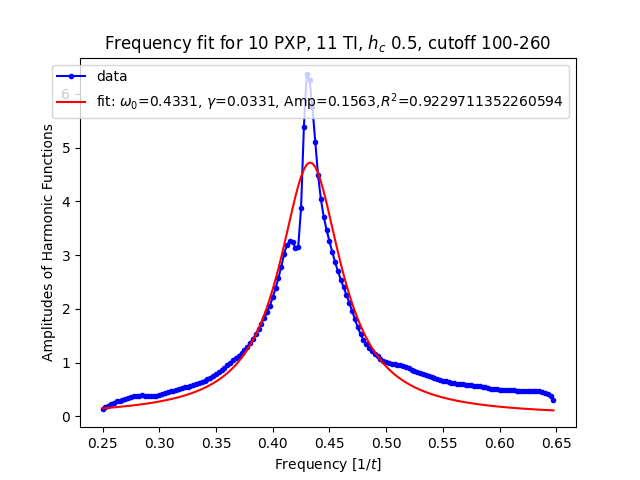 Frequency fit for 10 PXP, 11 TI, $h_c$ 0.5, cutoff 100-260
data
fit: $\omega_0$=0.4331, $\gamma$=0.0331, Amp=0.1563,$R^2$=0.9229711352260594
Amplitudes of Harmonic Functions
6
5
4
3
2
1
0
0.25 0.30 0.35 0.40 0.45 0.50 0.55 0.60 0.65
Frequency [1/$t$]